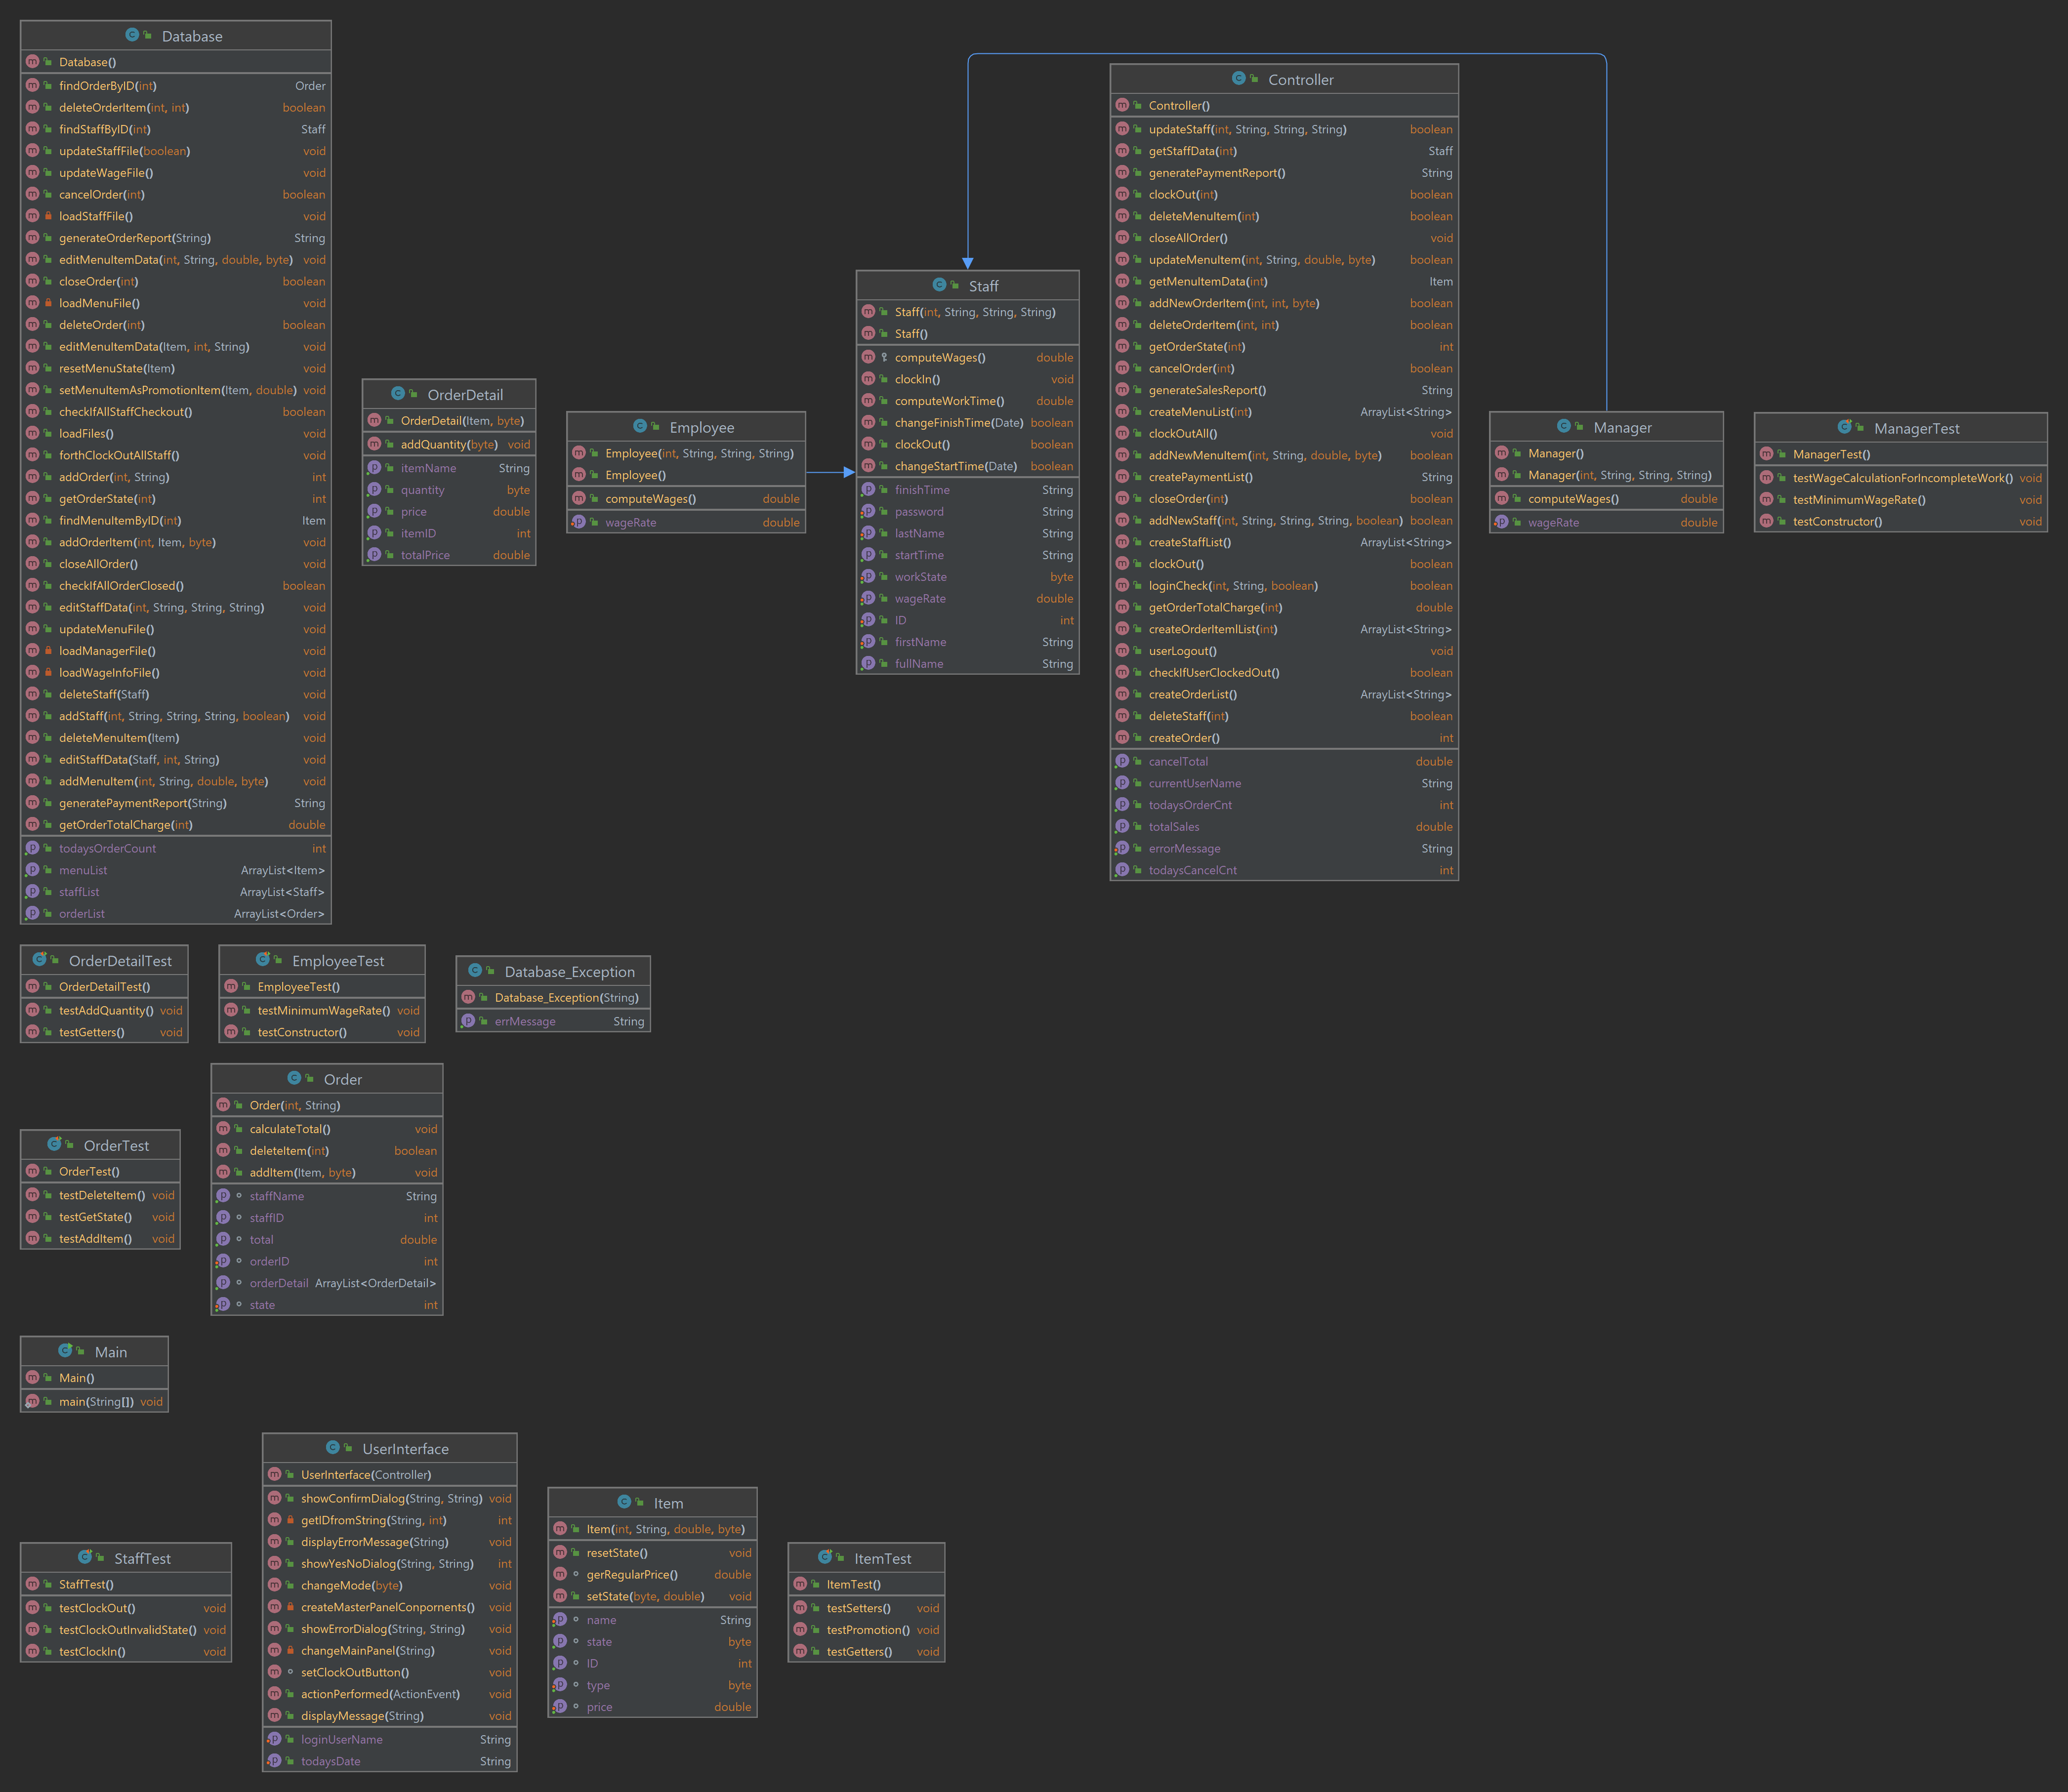 Database
Database()
findOrderByID(int) Order
deleteOrderItem(int, int) boolean
findStaffByID(int) Staff
updateStaffFile(boolean) void
updateWageFile() void
cancelOrder(int) boolean
loadStaffFile() void
generateOrderReport(String) String
editMenuItemData(int, String, double, byte) void
closeOrder(int) boolean
loadMenuFile() void
deleteOrder(int) boolean
editMenuItemData(Item, int, String) void
resetMenuState(Item) void
setMenuItemAsPromotionItem(Item, double) void
checkIfAllStaffCheckout() boolean
loadFiles() void
forthClockOutAllStaff() void
addOrder(int, String) int
getOrderState(int) int
findMenuItemByID(int) Item
addOrderItem(int, Item, byte) void
closeAllOrder() void
checkIfAllOrderClosed() boolean
editStaffData(int, String, String, String) void
updateMenuFile() void
loadManagerFile() void
loadWageInfoFile() void
deleteStaff(Staff) void
addStaff(int, String, String, String, boolean) void
deleteMenuItem(Item) void
editStaffData(Staff, int, String) void
addMenuItem(int, String, double, byte) void
generatePaymentReport(String) String
getOrderTotalCharge(int) double
todaysOrderCount int
menuList ArrayList<Item>
staffList ArrayList<Staff>
orderList ArrayList<Order>
OrderDetail
OrderDetail(Item, byte)
addQuantity(byte) void
itemName String
quantity byte
price double
itemID int
totalPrice double
Employee
Employee(int, String, String, String)
Employee()
computeWages() double
wageRate double
Staff
Staff(int, String, String, String)
Staff()
computeWages() double
clockIn() void
computeWorkTime() double
changeFinishTime(Date) boolean
clockOut() boolean
changeStartTime(Date) boolean
finishTime String
password String
lastName String
startTime String
workState byte
wageRate double
ID int
firstName String
fullName String
Controller
Controller()
updateStaff(int, String, String, String) boolean
getStaffData(int) Staff
generatePaymentReport() String
clockOut(int) boolean
deleteMenuItem(int) boolean
closeAllOrder() void
updateMenuItem(int, String, double, byte) boolean
getMenuItemData(int) Item
addNewOrderItem(int, int, byte) boolean
deleteOrderItem(int, int) boolean
getOrderState(int) int
cancelOrder(int) boolean
generateSalesReport() String
createMenuList(int) ArrayList<String>
clockOutAll() void
addNewMenuItem(int, String, double, byte) boolean
createPaymentList() String
closeOrder(int) boolean
addNewStaff(int, String, String, String, boolean) boolean
createStaffList() ArrayList<String>
clockOut() boolean
loginCheck(int, String, boolean) boolean
getOrderTotalCharge(int) double
createOrderItemlList(int) ArrayList<String>
userLogout() void
checkIfUserClockedOut() boolean
createOrderList() ArrayList<String>
deleteStaff(int) boolean
createOrder() int
cancelTotal double
currentUserName String
todaysOrderCnt int
totalSales double
errorMessage String
todaysCancelCnt int
Manager
Manager()
Manager(int, String, String, String)
computeWages() double
wageRate double
ManagerTest
ManagerTest()
testWageCalculationForIncompleteWork() void
testMinimumWageRate() void
testConstructor() void
OrderDetailTest
OrderDetailTest()
testAddQuantity() void
testGetters() void
EmployeeTest
EmployeeTest()
testMinimumWageRate() void
testConstructor() void
Database_Exception
Database_Exception(String)
errMessage String
OrderTest
OrderTest()
testDeleteItem() void
testGetState() void
testAddItem() void
Order
Order(int, String)
calculateTotal() void
deleteItem(int) boolean
addItem(Item, byte) void
staffName String
staffID int
total double
orderID int
orderDetail ArrayList<OrderDetail>
state int
Main
Main()
main(String[]) void
StaffTest
StaffTest()
testClockOut() void
testClockOutInvalidState() void
testClockIn() void
UserInterface
UserInterface(Controller)
showConfirmDialog(String, String) void
getIDfromString(String, int) int
displayErrorMessage(String) void
showYesNoDialog(String, String) int
changeMode(byte) void
createMasterPanelConpornents() void
showErrorDialog(String, String) void
changeMainPanel(String) void
setClockOutButton() void
actionPerformed(ActionEvent) void
displayMessage(String) void
loginUserName String
todaysDate String
Item
Item(int, String, double, byte)
resetState() void
gerRegularPrice() double
setState(byte, double) void
name String
state byte
ID int
type byte
price double
ItemTest
ItemTest()
testSetters() void
testPromotion() void
testGetters() void